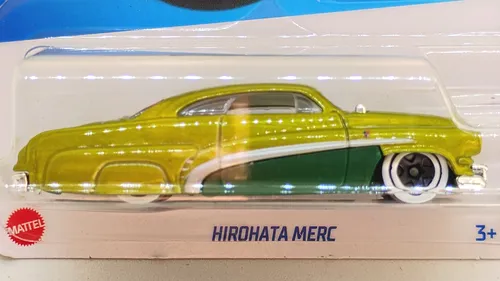 MATTEL
HIROHATA MERC
3+